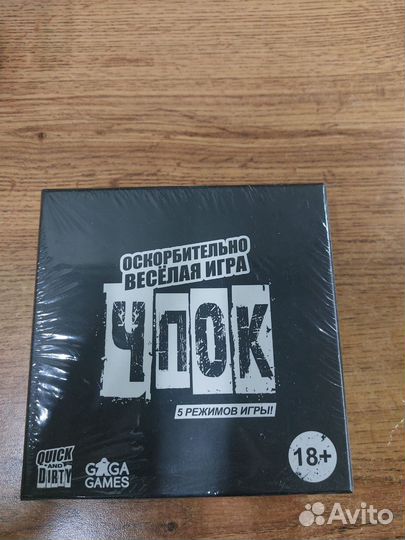 ОСКОРБИТЕЛЬНО
ВЕСЁЛАЯ ИГРА
ЧПОК
5 РЕЖИМОВ ИГРЫ!
QUICK
AND
DIRTY
GAGA
GAMES
18+
Avito